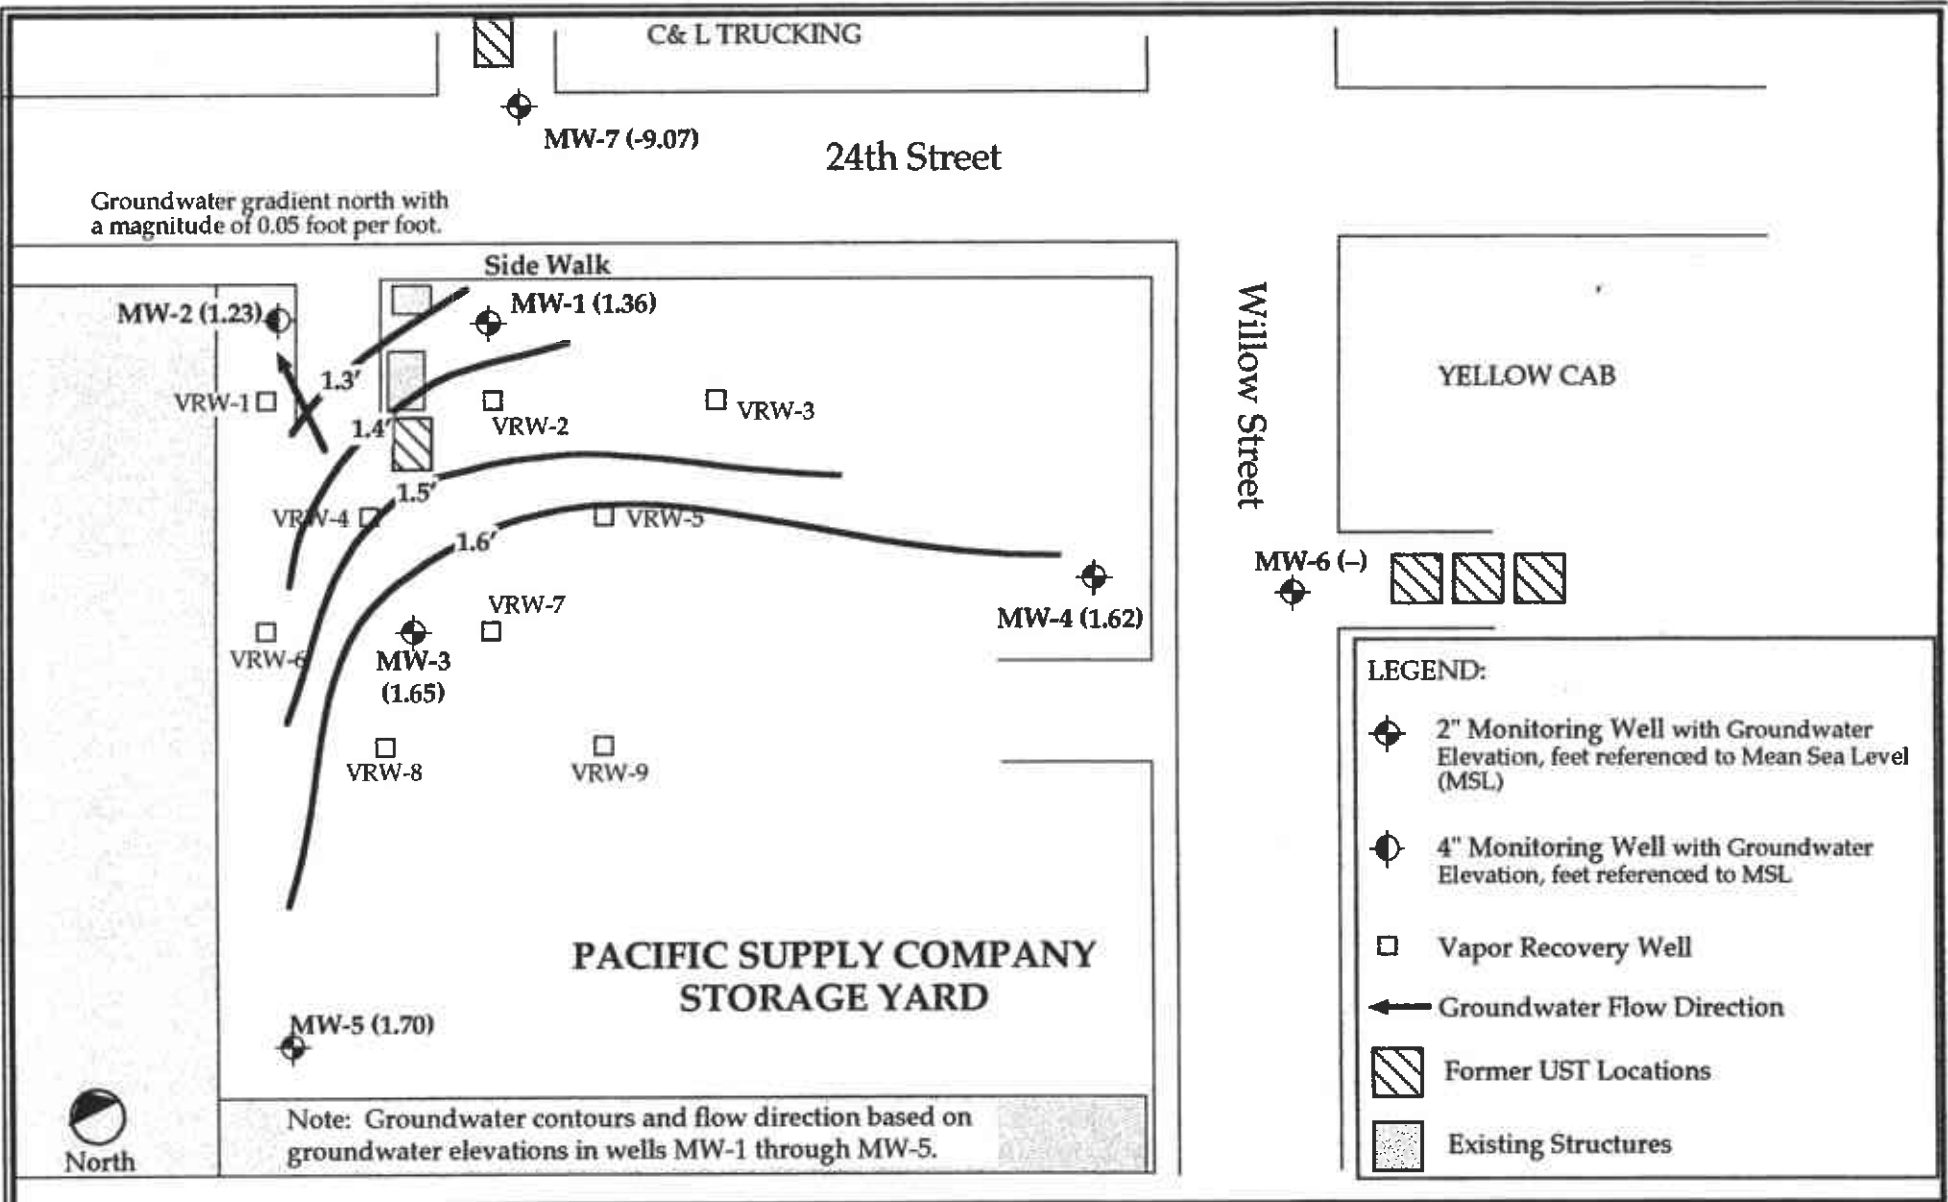 C& L TRUCKING
MW-7 (-9.07)
24th Street
Groundwater gradient north with
a magnitude of 0.05 foot per foot.
Side Walk
MW-2 (1.23)
MW-1 (1.36)
Willow Street
YELLOW CAB
1.3'
VRW-1
VRW-2
VRW-3
1.4'
1.5'
VRW-4
VRW-5
1.6'
MW-6 (–)
VRW-7
MW-4 (1.62)
VRW-6
MW-3
(1.65)
VRW-8
VRW-9
LEGEND:
2" Monitoring Well with Groundwater
Elevation, feet referenced to Mean Sea Level
(MSL)
4" Monitoring Well with Groundwater
Elevation, feet referenced to MSL
Vapor Recovery Well
Groundwater Flow Direction
Former UST Locations
Existing Structures
PACIFIC SUPPLY COMPANY
STORAGE YARD
MW-5 (1.70)
North
Note: Groundwater contours and flow direction based on
groundwater elevations in wells MW-1 through MW-5.